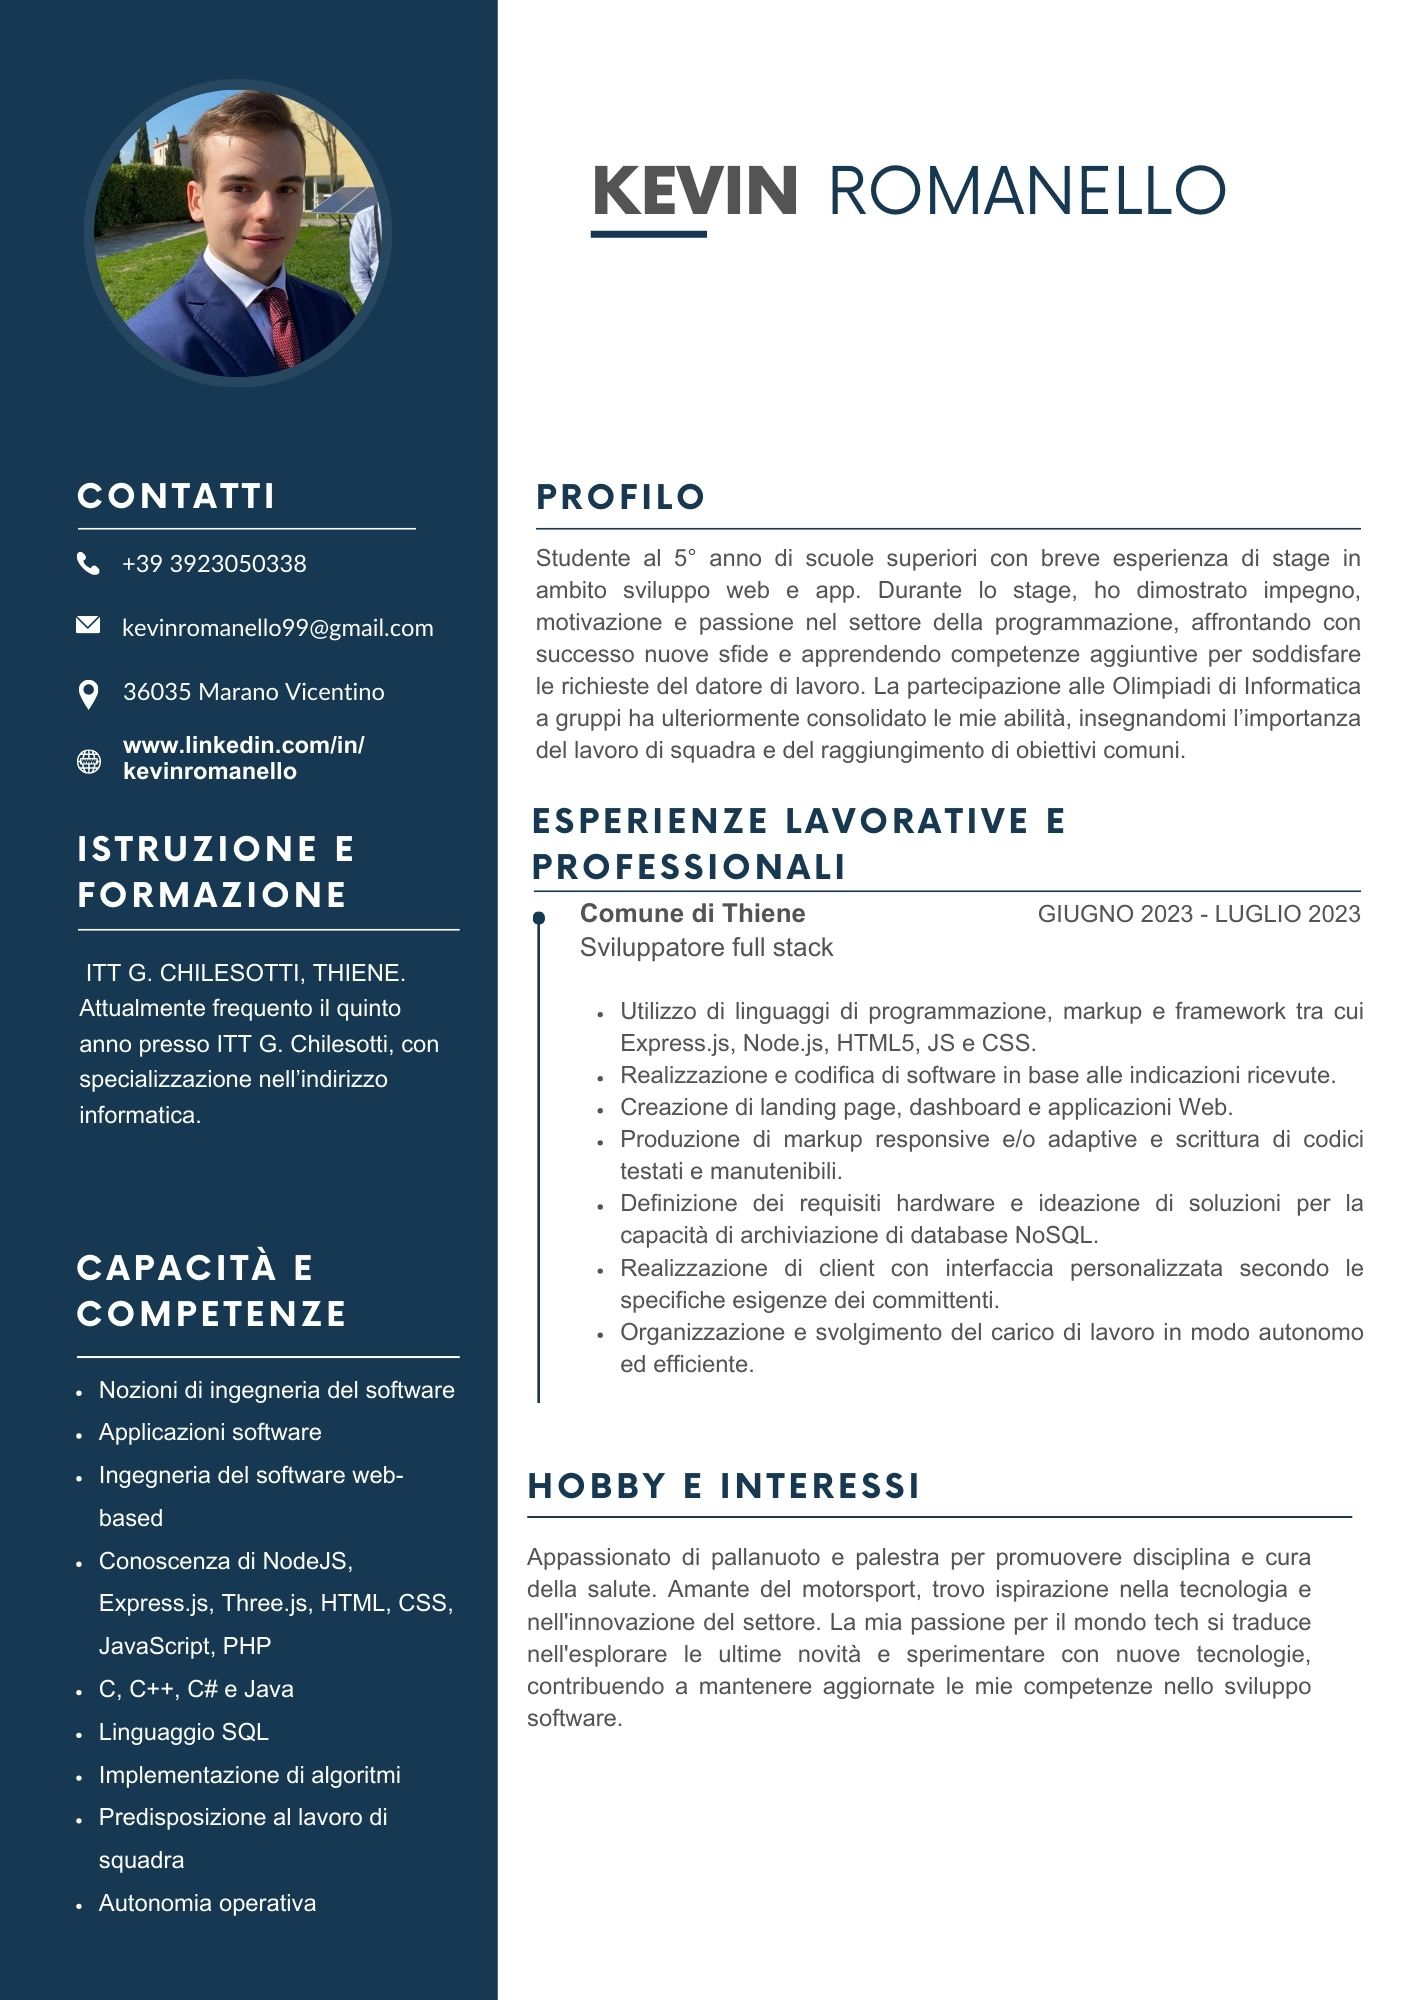 KEVIN ROMANELLO
CONTATTI
+39 3923050338
kevinromanello99@gmail.com
36035 Marano Vicentino
www.linkedin.com/in/
kevinromanello
ISTRUZIONE E
FORMAZIONE
ITT G. CHILESOTTI, THIENE.
Attualmente frequento il quinto
anno presso ITT G. Chilesotti, con
specializzazione nell’indirizzo
informatica.
CAPACITÀ E
COMPETENZE
• Nozioni di ingegneria del software
• Applicazioni software
• Ingegneria del software web-
based
• Conoscenza di NodeJS,
Express.js, Three.js, HTML, CSS,
JavaScript, PHP
• C, C++, C# e Java
• Linguaggio SQL
• Implementazione di algoritmi
• Predisposizione al lavoro di
squadra
• Autonomia operativa
PROFILO
Studente al 5° anno di scuole superiori con breve esperienza di stage in
ambito sviluppo web e app. Durante lo stage, ho dimostrato impegno,
motivazione e passione nel settore della programmazione, affrontando con
successo nuove sfide e apprendendo competenze aggiuntive per soddisfare
le richieste del datore di lavoro. La partecipazione alle Olimpiadi di Informatica
a gruppi ha ulteriormente consolidato le mie abilità, insegnandomi l’importanza
del lavoro di squadra e del raggiungimento di obiettivi comuni.
ESPERIENZE LAVORATIVE E
PROFESSIONALI
Comune di Thiene GIUGNO 2023 - LUGLIO 2023
Sviluppatore full stack
• Utilizzo di linguaggi di programmazione, markup e framework tra cui
Express.js, Node.js, HTML5, JS e CSS.
• Realizzazione e codifica di software in base alle indicazioni ricevute.
• Creazione di landing page, dashboard e applicazioni Web.
• Produzione di markup responsive e/o adaptive e scrittura di codici
testati e manutenibili.
• Definizione dei requisiti hardware e ideazione di soluzioni per la
capacità di archiviazione di database NoSQL.
• Realizzazione di client con interfaccia personalizzata secondo le
specifiche esigenze dei committenti.
• Organizzazione e svolgimento del carico di lavoro in modo autonomo
ed efficiente.
HOBBY E INTERESSI
Appassionato di pallanuoto e palestra per promuovere disciplina e cura
della salute. Amante del motorsport, trovo ispirazione nella tecnologia e
nell'innovazione del settore. La mia passione per il mondo tech si traduce
nell'esplorare le ultime novità e sperimentare con nuove tecnologie,
contribuendo a mantenere aggiornate le mie competenze nello sviluppo
software.